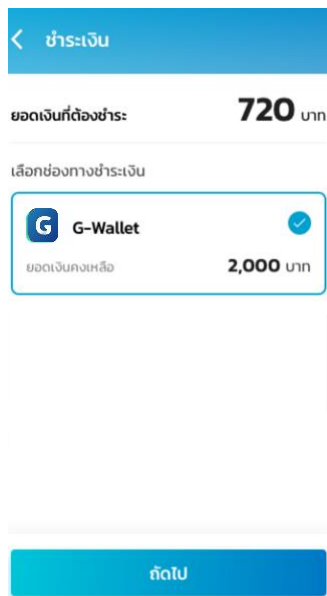 ชำระเงิน
ยอดเงินที่ต้องชำระ 720 บาท
เลือกช่องทางชำระเงิน
G G-Wallet
ยอดเงินคงเหลือ 2,000 บาท
ถัดไป